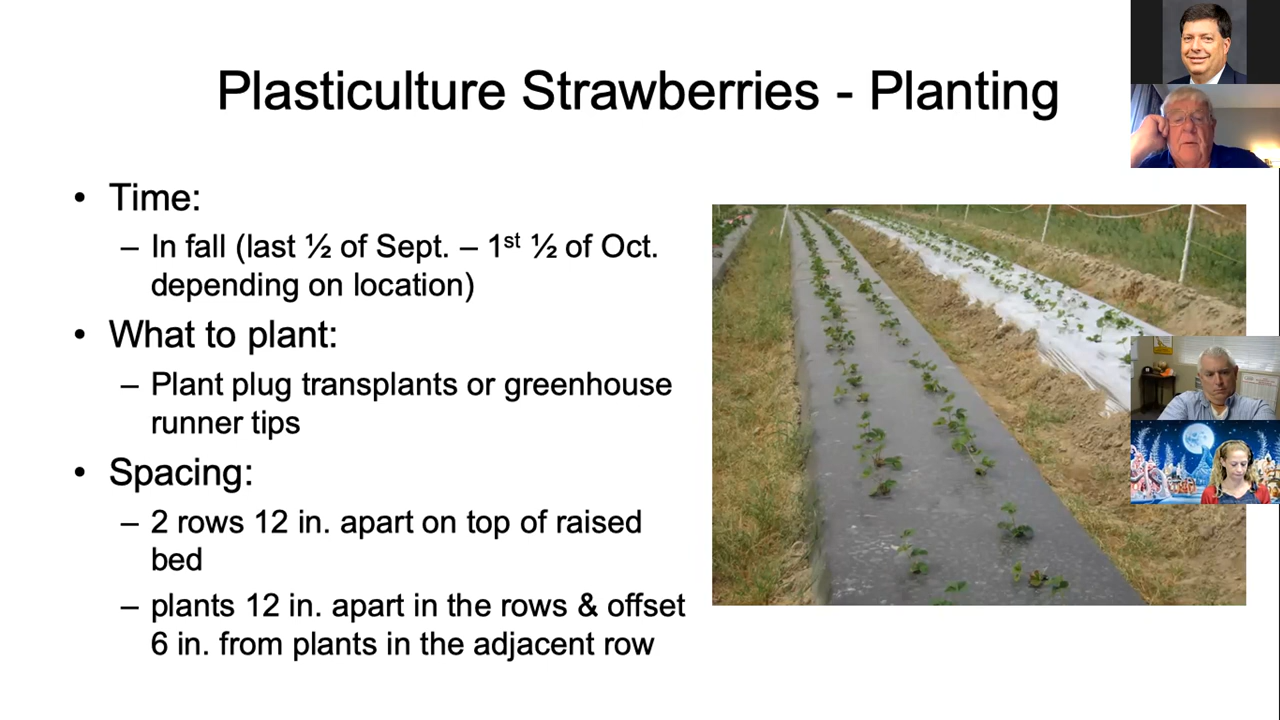 Plasticulture Strawberries - Planting
• Time:
– In fall (last ½ of Sept. – 1st ½ of Oct.
depending on location)
• What to plant:
– Plant plug transplants or greenhouse
runner tips
• Spacing:
– 2 rows 12 in. apart on top of raised
bed
– plants 12 in. apart in the rows & offset
6 in. from plants in the adjacent row